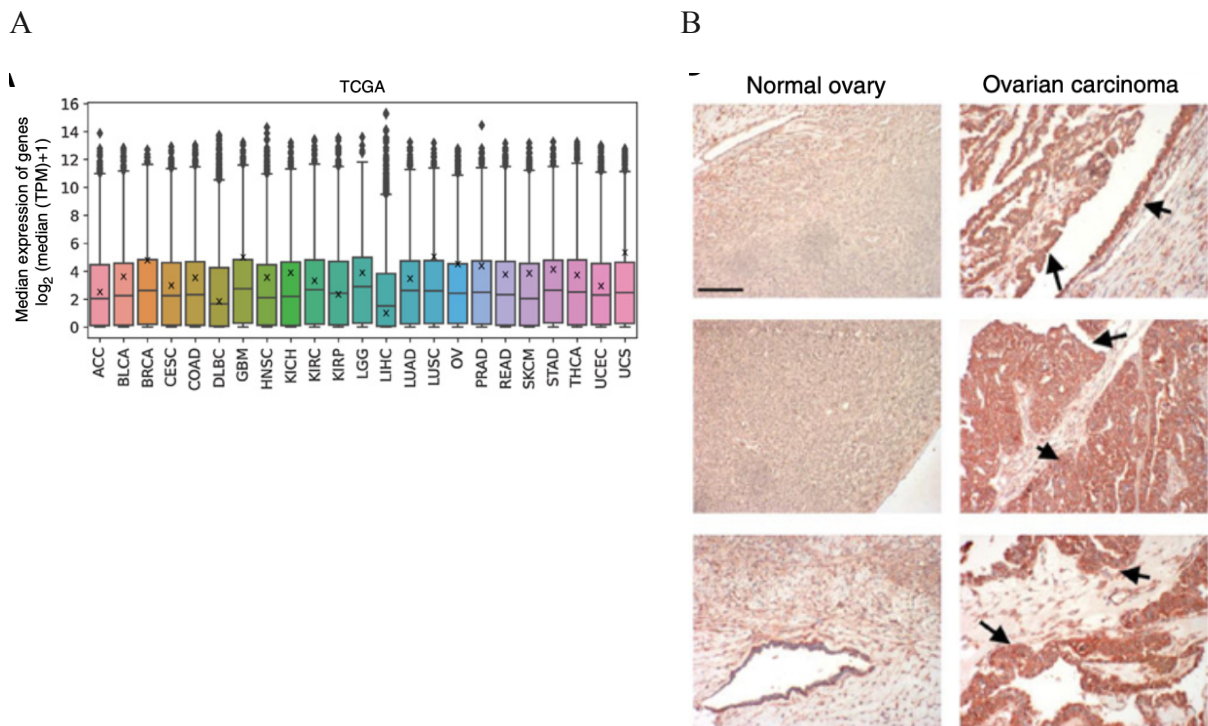 A
B
TCGA
Median expression of genes
log2 (median (TPM)+1)
16
14
12
10
8
6
4
2
0
ACC
BLCA
BRCA
CESC
COAD
DLBC
GBM
HNSC
KICH
KIRC
KIRP
LGG
LIHC
LUAD
LUSC
OV
PRAD
READ
SKCM
STAD
THCA
UCEC
UCS
Normal ovary
Ovarian carcinoma